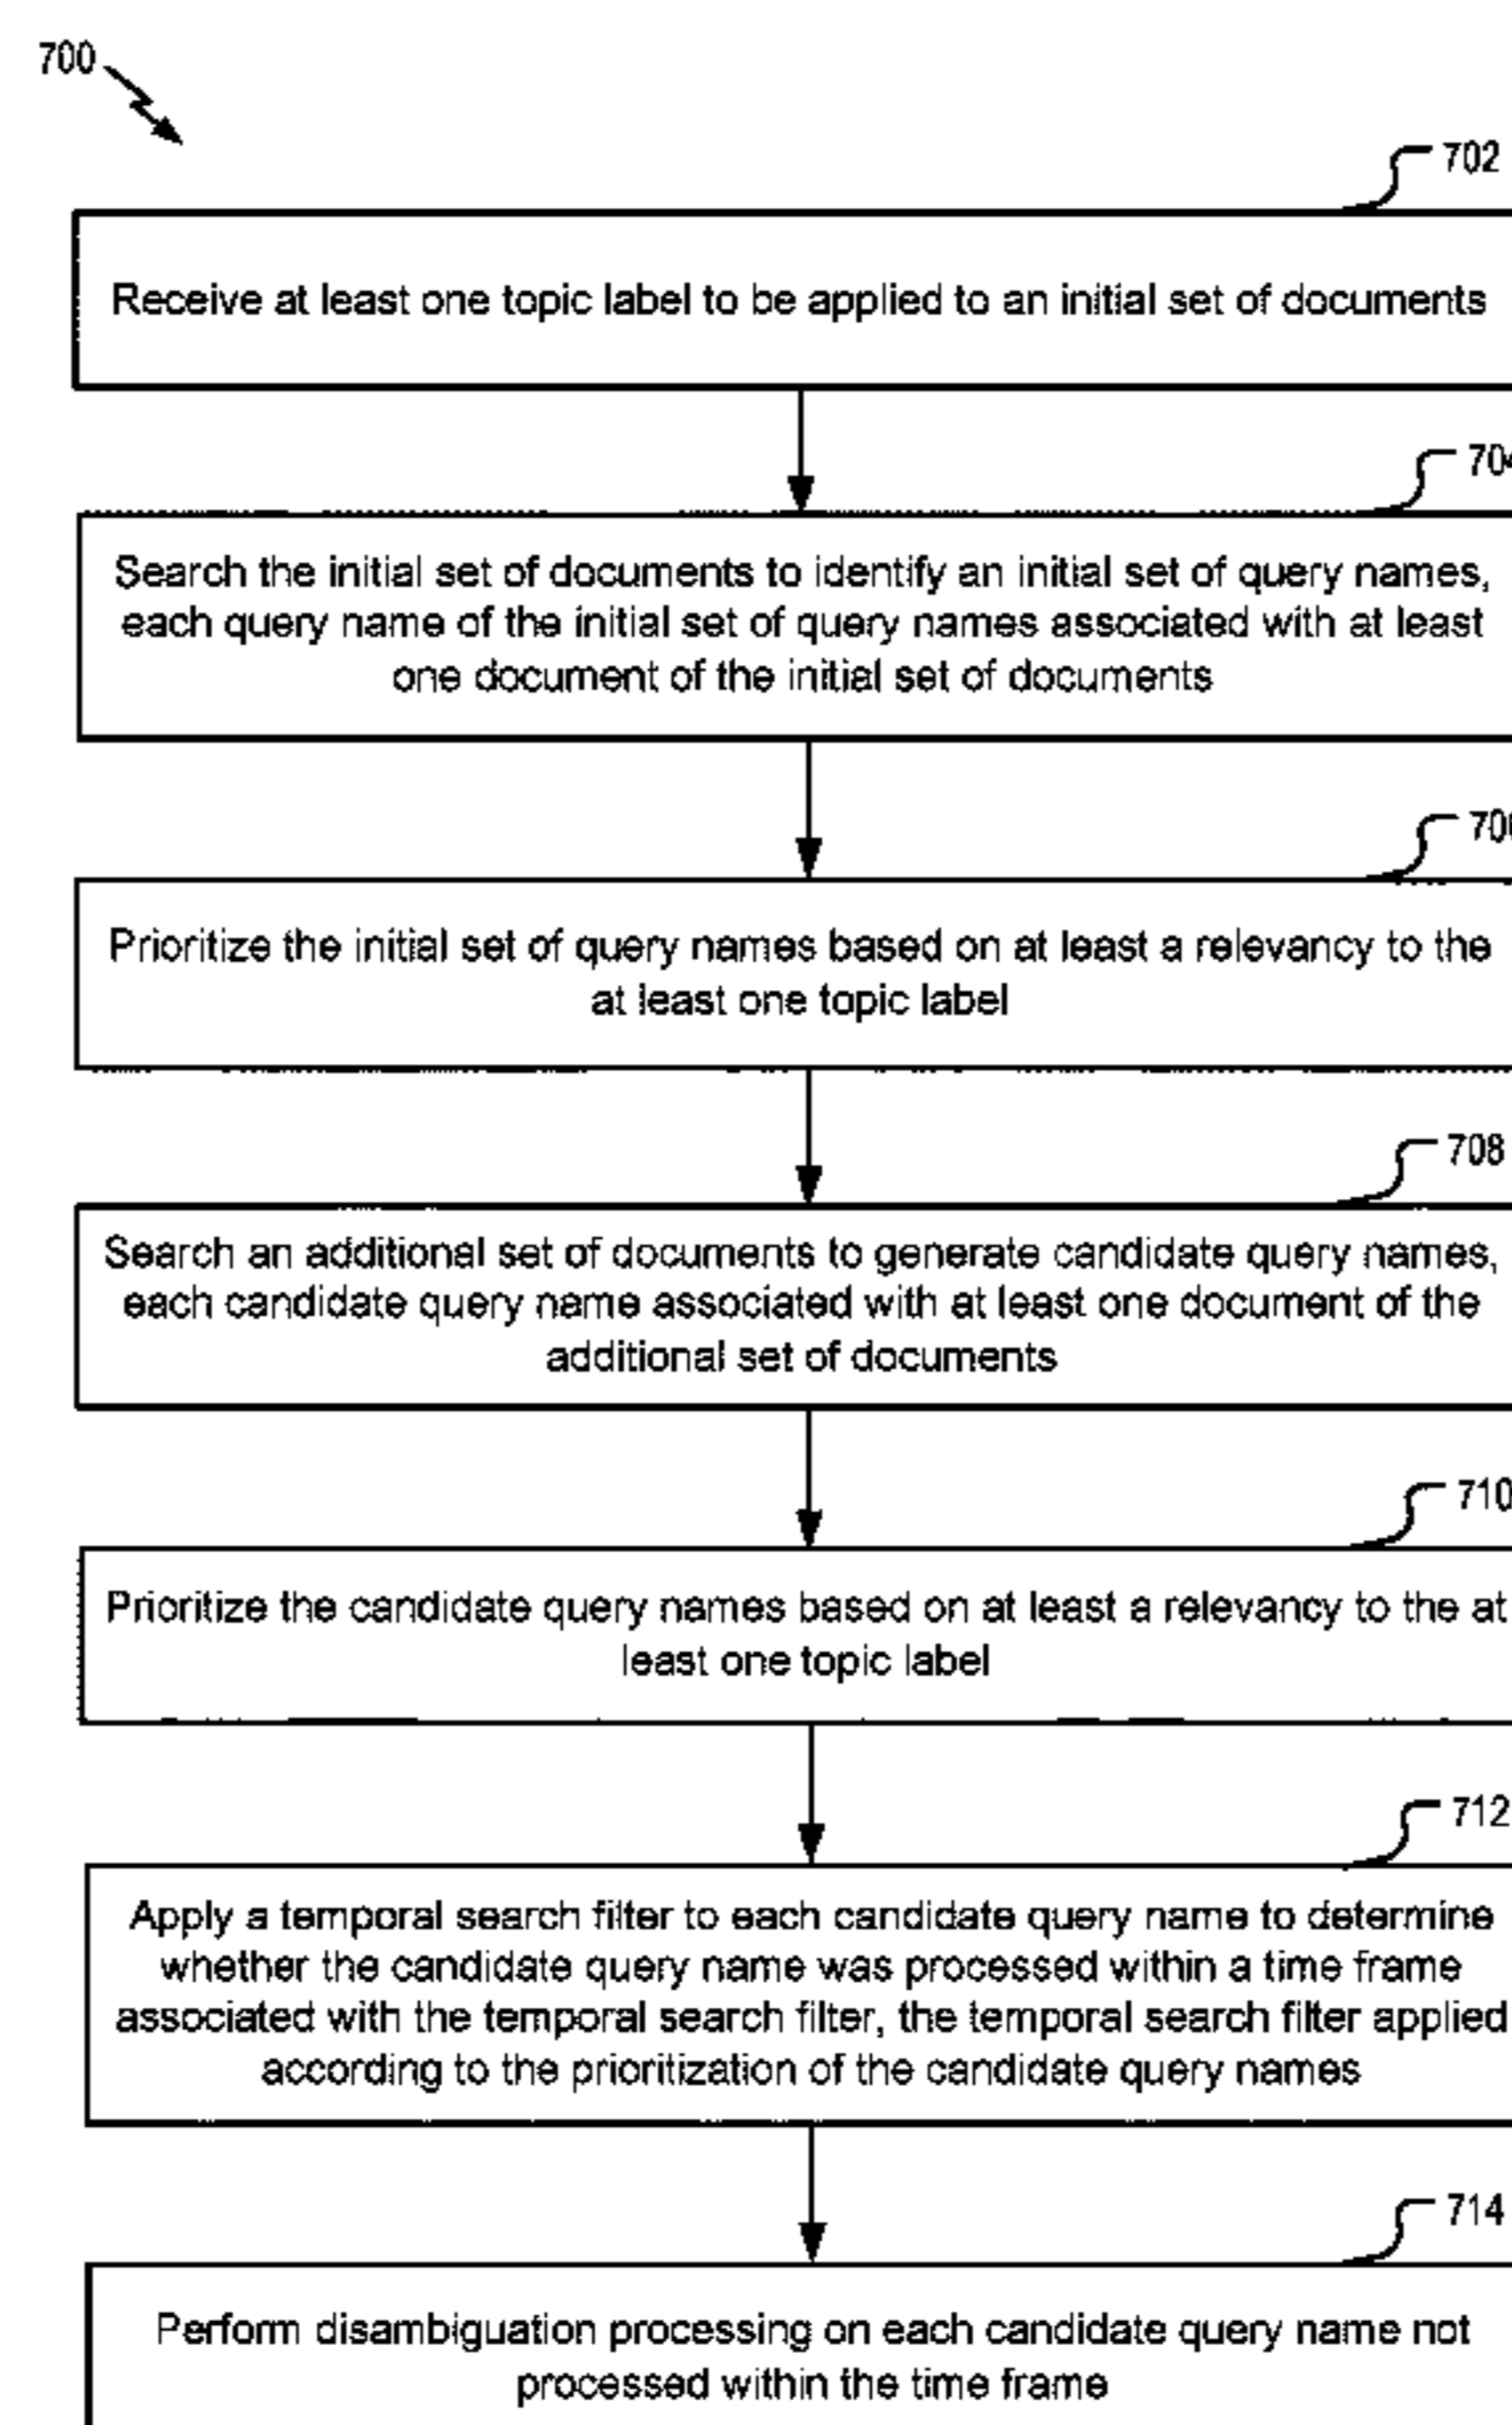 700
702
Receive at least one topic label to be applied to an initial set of documents
704
Search the initial set of documents to identify an initial set of query names,
each query name of the initial set of query names associated with at least
one document of the initial set of documents
706
Prioritize the initial set of query names based on at least a relevancy to the
at least one topic label
708
Search an additional set of documents to generate candidate query names,
each candidate query name associated with at least one document of the
additional set of documents
710
Prioritize the candidate query names based on at least a relevancy to the at
least one topic label
712
Apply a temporal search filter to each candidate query name to determine
whether the candidate query name was processed within a time frame
associated with the temporal search filter, the temporal search filter applied
according to the prioritization of the candidate query names
714
Perform disambiguation processing on each candidate query name not
processed within the time frame